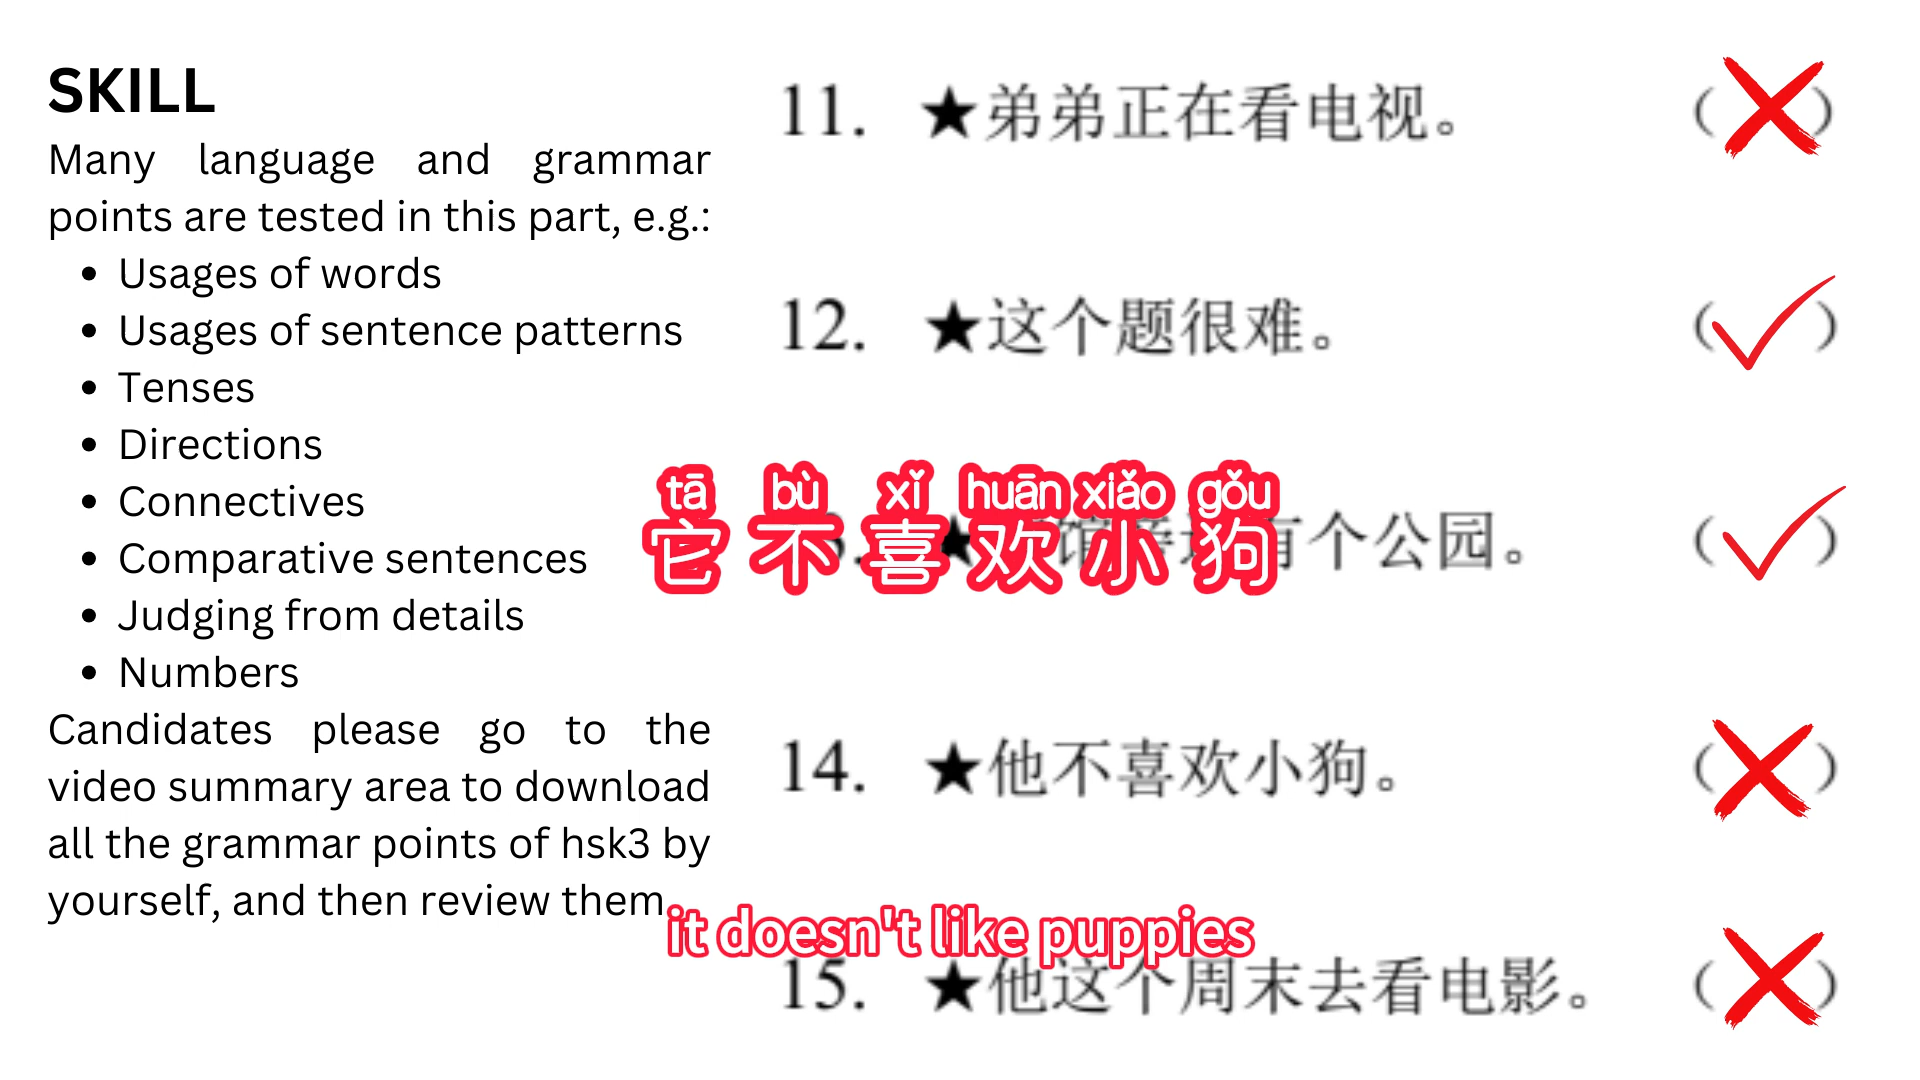 SKILL
Many language and grammar
points are tested in this part, e.g.:
• Usages of words
• Usages of sentence patterns
• Tenses
• Directions
• Connectives
• Comparative sentences
• Judging from details
• Numbers
Candidates please go to the
video summary area to download
all the grammar points of hsk3 by
yourself, and then review them.
11. ★弟弟正在看电视。 ( )
12. ★这个题很难。 ( )
★ 有个公园。 ( )
tā bù xǐ huān xiǎo gǒu
它不喜欢小狗
14. ★他不喜欢小狗。 ( )
it doesn't like puppies
15. ★他这个周末去看电影。 ( )